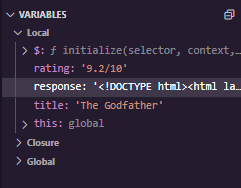 VARIABLES
Local
$: ƒ initialize(selector, context,…
rating: '9.2/10'
response: '<!DOCTYPE html><html la…
title: 'The Godfather'
this: global
Closure
Global